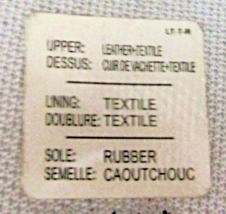 LT-T-R
UPPER: LEATHER+TEXTILE
DESSUS: CUIR DE VACHETTE+TEXTILE
LINING: TEXTILE
DOUBLURE: TEXTILE
SOLE: RUBBER
SEMELLE: CAOUTCHOUC